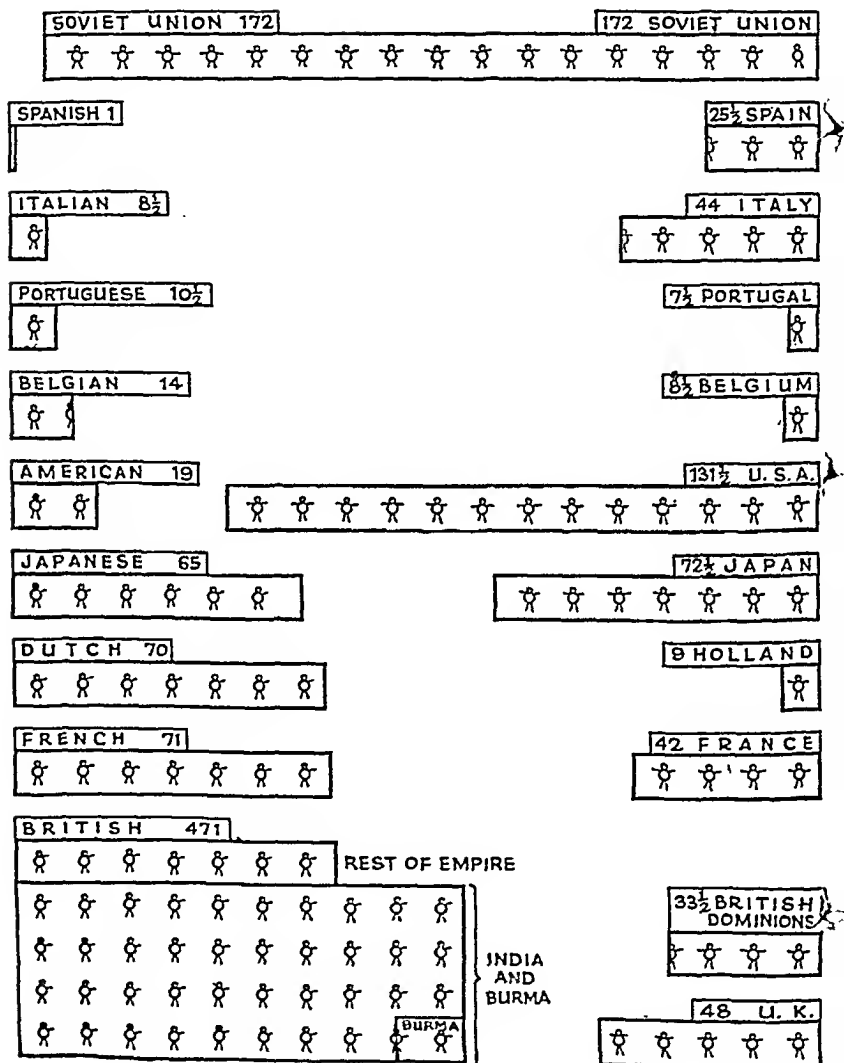 SOVIET UNION 172 172 SOVIET UNION
SPANISH 1 25½ SPAIN
ITALIAN 8½ 44 ITALY
PORTUGUESE 10½ 7½ PORTUGAL
BELGIAN 14 8½ BELGIUM
AMERICAN 19 131½ U.S.A.
JAPANESE 65 72½ JAPAN
DUTCH 70 9 HOLLAND
FRENCH 71 42 FRANCE
BRITISH 471
REST OF EMPIRE
33½ BRITISH
DOMINIONS
INDIA
AND
BURMA
BURMA
48 U.K.